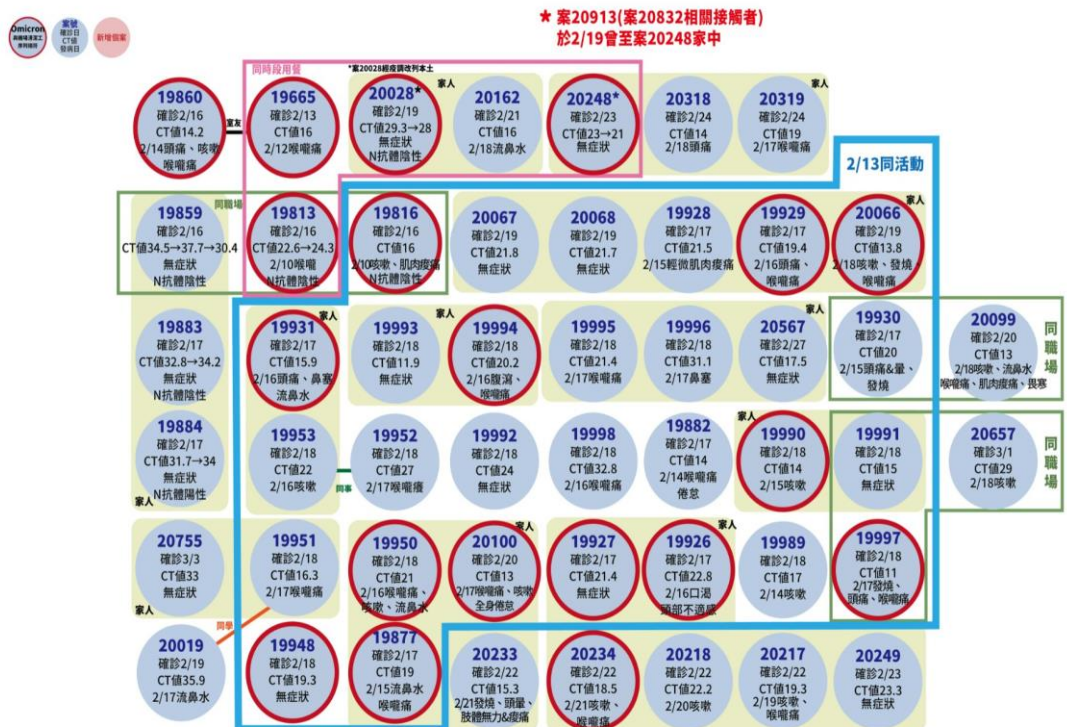 ★ 案20913(案20832相關接觸者)
於2/19曾至案20248家中
Omicron
案號
確診日
CT值
發病日
新增個案
同時段用餐
*案20028經疫調改列本土
家人
19860
確診2/16
CT值14.2
2/14頭痛、咳嗽
喉嚨痛
室友
19665
確診2/13
CT值16
2/12喉嚨痛
20028★
確診2/19
CT值29.3→28
無症狀
N抗體陰性
20162
確診2/21
CT值16
2/18流鼻水
20248★
確診2/23
CT值23→21
無症狀
20318
確診2/24
CT值14
2/18頭痛
家人
20319
確診2/24
CT值19
2/17喉嚨痛
2/13同活動
同職場
19859
確診2/16
CT值34.5→37.7→30.4
無症狀
N抗體陰性
19813
確診2/16
CT值22.6→24.3
2/10喉嚨
N抗體陰性
19816
確診2/16
CT值16
2/10咳嗽、肌肉痠痛
N抗體陰性
20067
確診2/19
CT值21.8
無症狀
20068
確診2/19
CT值21.7
無症狀
19928
確診2/17
CT值21.5
2/15輕微肌肉痠痛
19929
確診2/17
CT值19.4
2/16頭痛、
喉嚨痛
家人
20066
確診2/19
CT值13.8
2/18咳嗽、發燒、
喉嚨痛
19883
確診2/17
CT值32.8→34.2
無症狀
N抗體陰性
家人
19931
確診2/17
CT值15.9
2/16頭痛、鼻塞
流鼻水
19993
確診2/18
CT值11.9
無症狀
家人
19994
確診2/18
CT值20.2
2/16腹瀉、
喉嚨痛
19995
確診2/18
CT值21.4
2/17喉嚨痛
19996
確診2/18
CT值31.1
2/17鼻塞
家人
20567
確診2/27
CT值17.5
無症狀
19930
確診2/17
CT值20
2/15頭痛&暈、
發燒
20099
確診2/20
CT值13
2/18咳嗽、流鼻水
喉嚨痛、肌肉痠痛、畏寒
同職場
19884
確診2/17
CT值31.7→34
無症狀
N抗體陽性
家人
19953
確診2/18
CT值22
2/16咳嗽
同事
19952
確診2/18
CT值27
2/17喉嚨癢
19992
確診2/18
CT值24
無症狀
19998
確診2/18
CT值32.8
2/16喉嚨痛
19882
確診2/17
CT值14
2/14喉嚨痛
倦怠
家人
19990
確診2/18
CT值14
2/15咳嗽
19991
確診2/18
CT值15
無症狀
20657
確診3/1
CT值29
2/18咳嗽
同職場
20755
確診3/3
CT值33
無症狀
家人
19951
確診2/18
CT值16.3
2/17喉嚨痛
19950
確診2/18
CT值21
2/16喉嚨痛、
咳嗽、流鼻水
家人
20100
確診2/20
CT值13
2/17喉嚨痛、咳嗽
全身倦怠
19927
確診2/17
CT值21.4
無症狀
家人
19926
確診2/17
CT值22.8
2/16口渴
頭部不適感
19989
確診2/18
CT值17
2/14咳嗽
19997
確診2/18
CT值11
2/17發燒、
頭痛、喉嚨痛
同學
20019
確診2/19
CT值35.9
2/17流鼻水
19948
確診2/18
CT值19.3
無症狀
19877
確診2/17
CT值19
2/15流鼻水
喉嚨痛
20233
確診2/22
CT值15.3
2/21發燒、頭暈、
肢體無力&痠痛
20234
確診2/22
CT值18.5
2/21咳嗽、
喉嚨痛
20218
確診2/22
CT值22.2
2/20咳嗽
20217
確診2/22
CT值19.3
2/19咳嗽、
喉嚨痛
20249
確診2/23
CT值23.3
無症狀